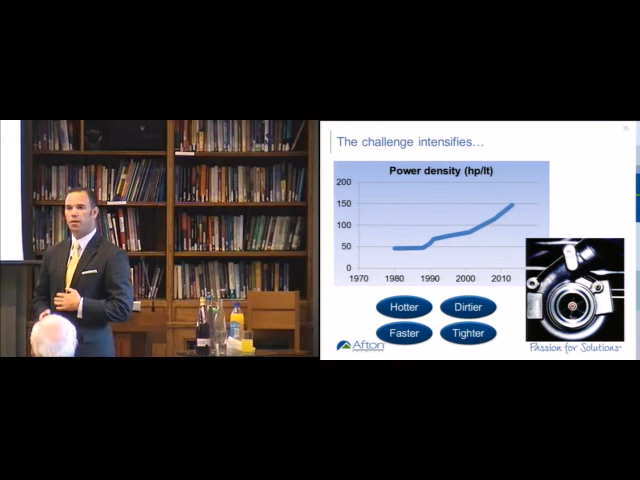 The challenge intensifies…
Power density (hp/lt)
200
150
100
50
0
1970 1980 1990 2000 2010
Hotter Dirtier
Faster Tighter
Afton
Passion for Solutions